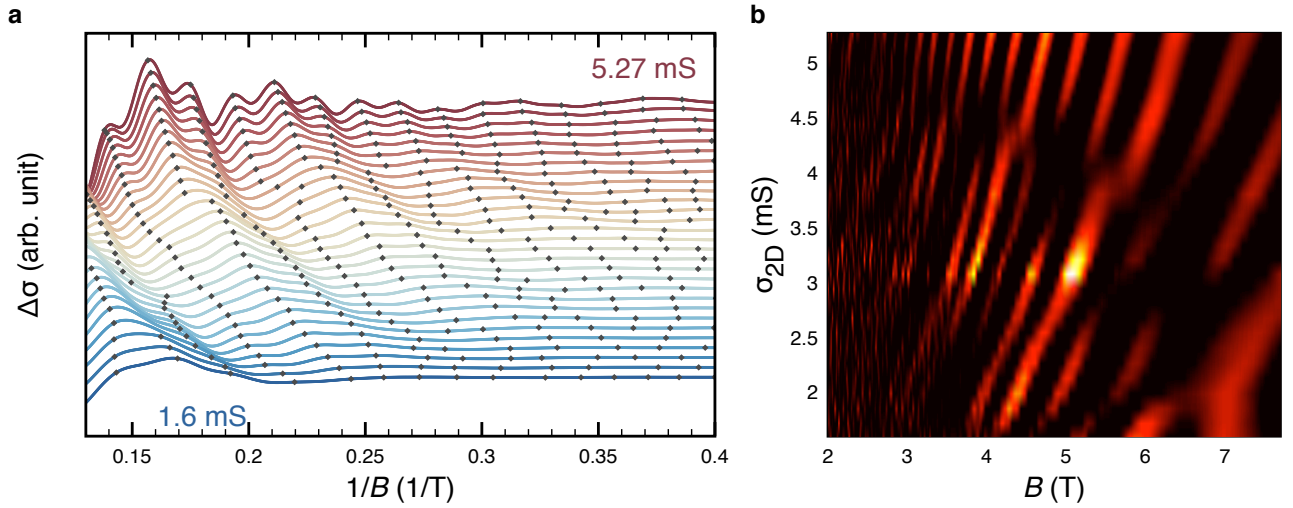 a
Δσ (arb. unit)
5.27 mS
1.6 mS
0.15 0.2 0.25 0.3 0.35 0.4
1/B (1/T)
b
σ2D (mS)
5
4.5
4
3.5
3
2.5
2
2 3 4 5 6 7
B (T)